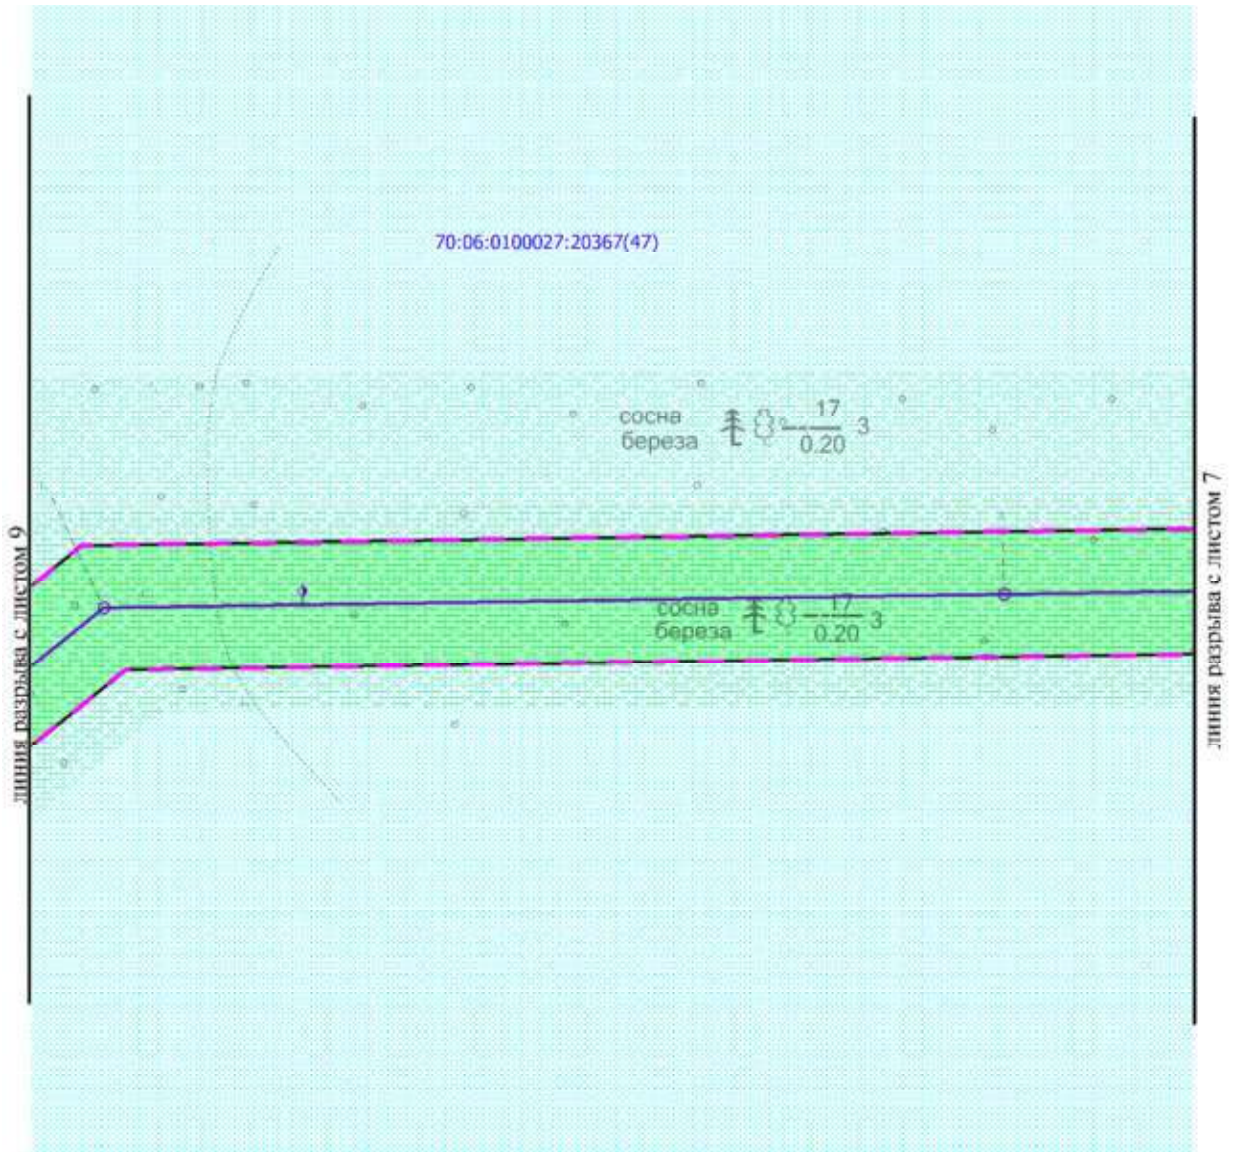 70:06:0100027:20367(47)
сосна
береза
17
0.20
3
линия разрыва с листом 9
линия разрыва с листом 7
сосна
береза
17
0.20
3